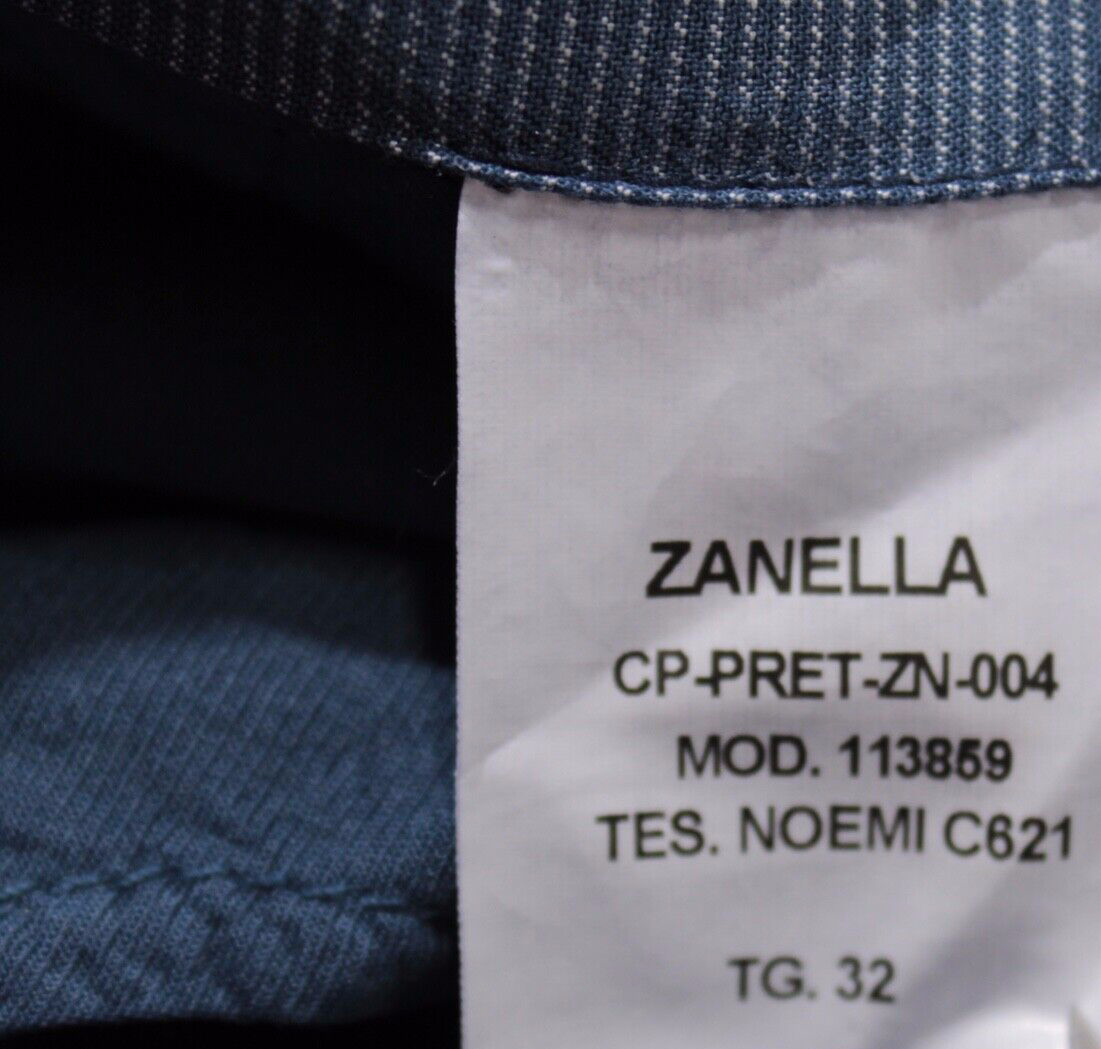 ZANELLA
CP-PRET-ZN-004
MOD. 113859
TES. NOEMI C621
TG. 32